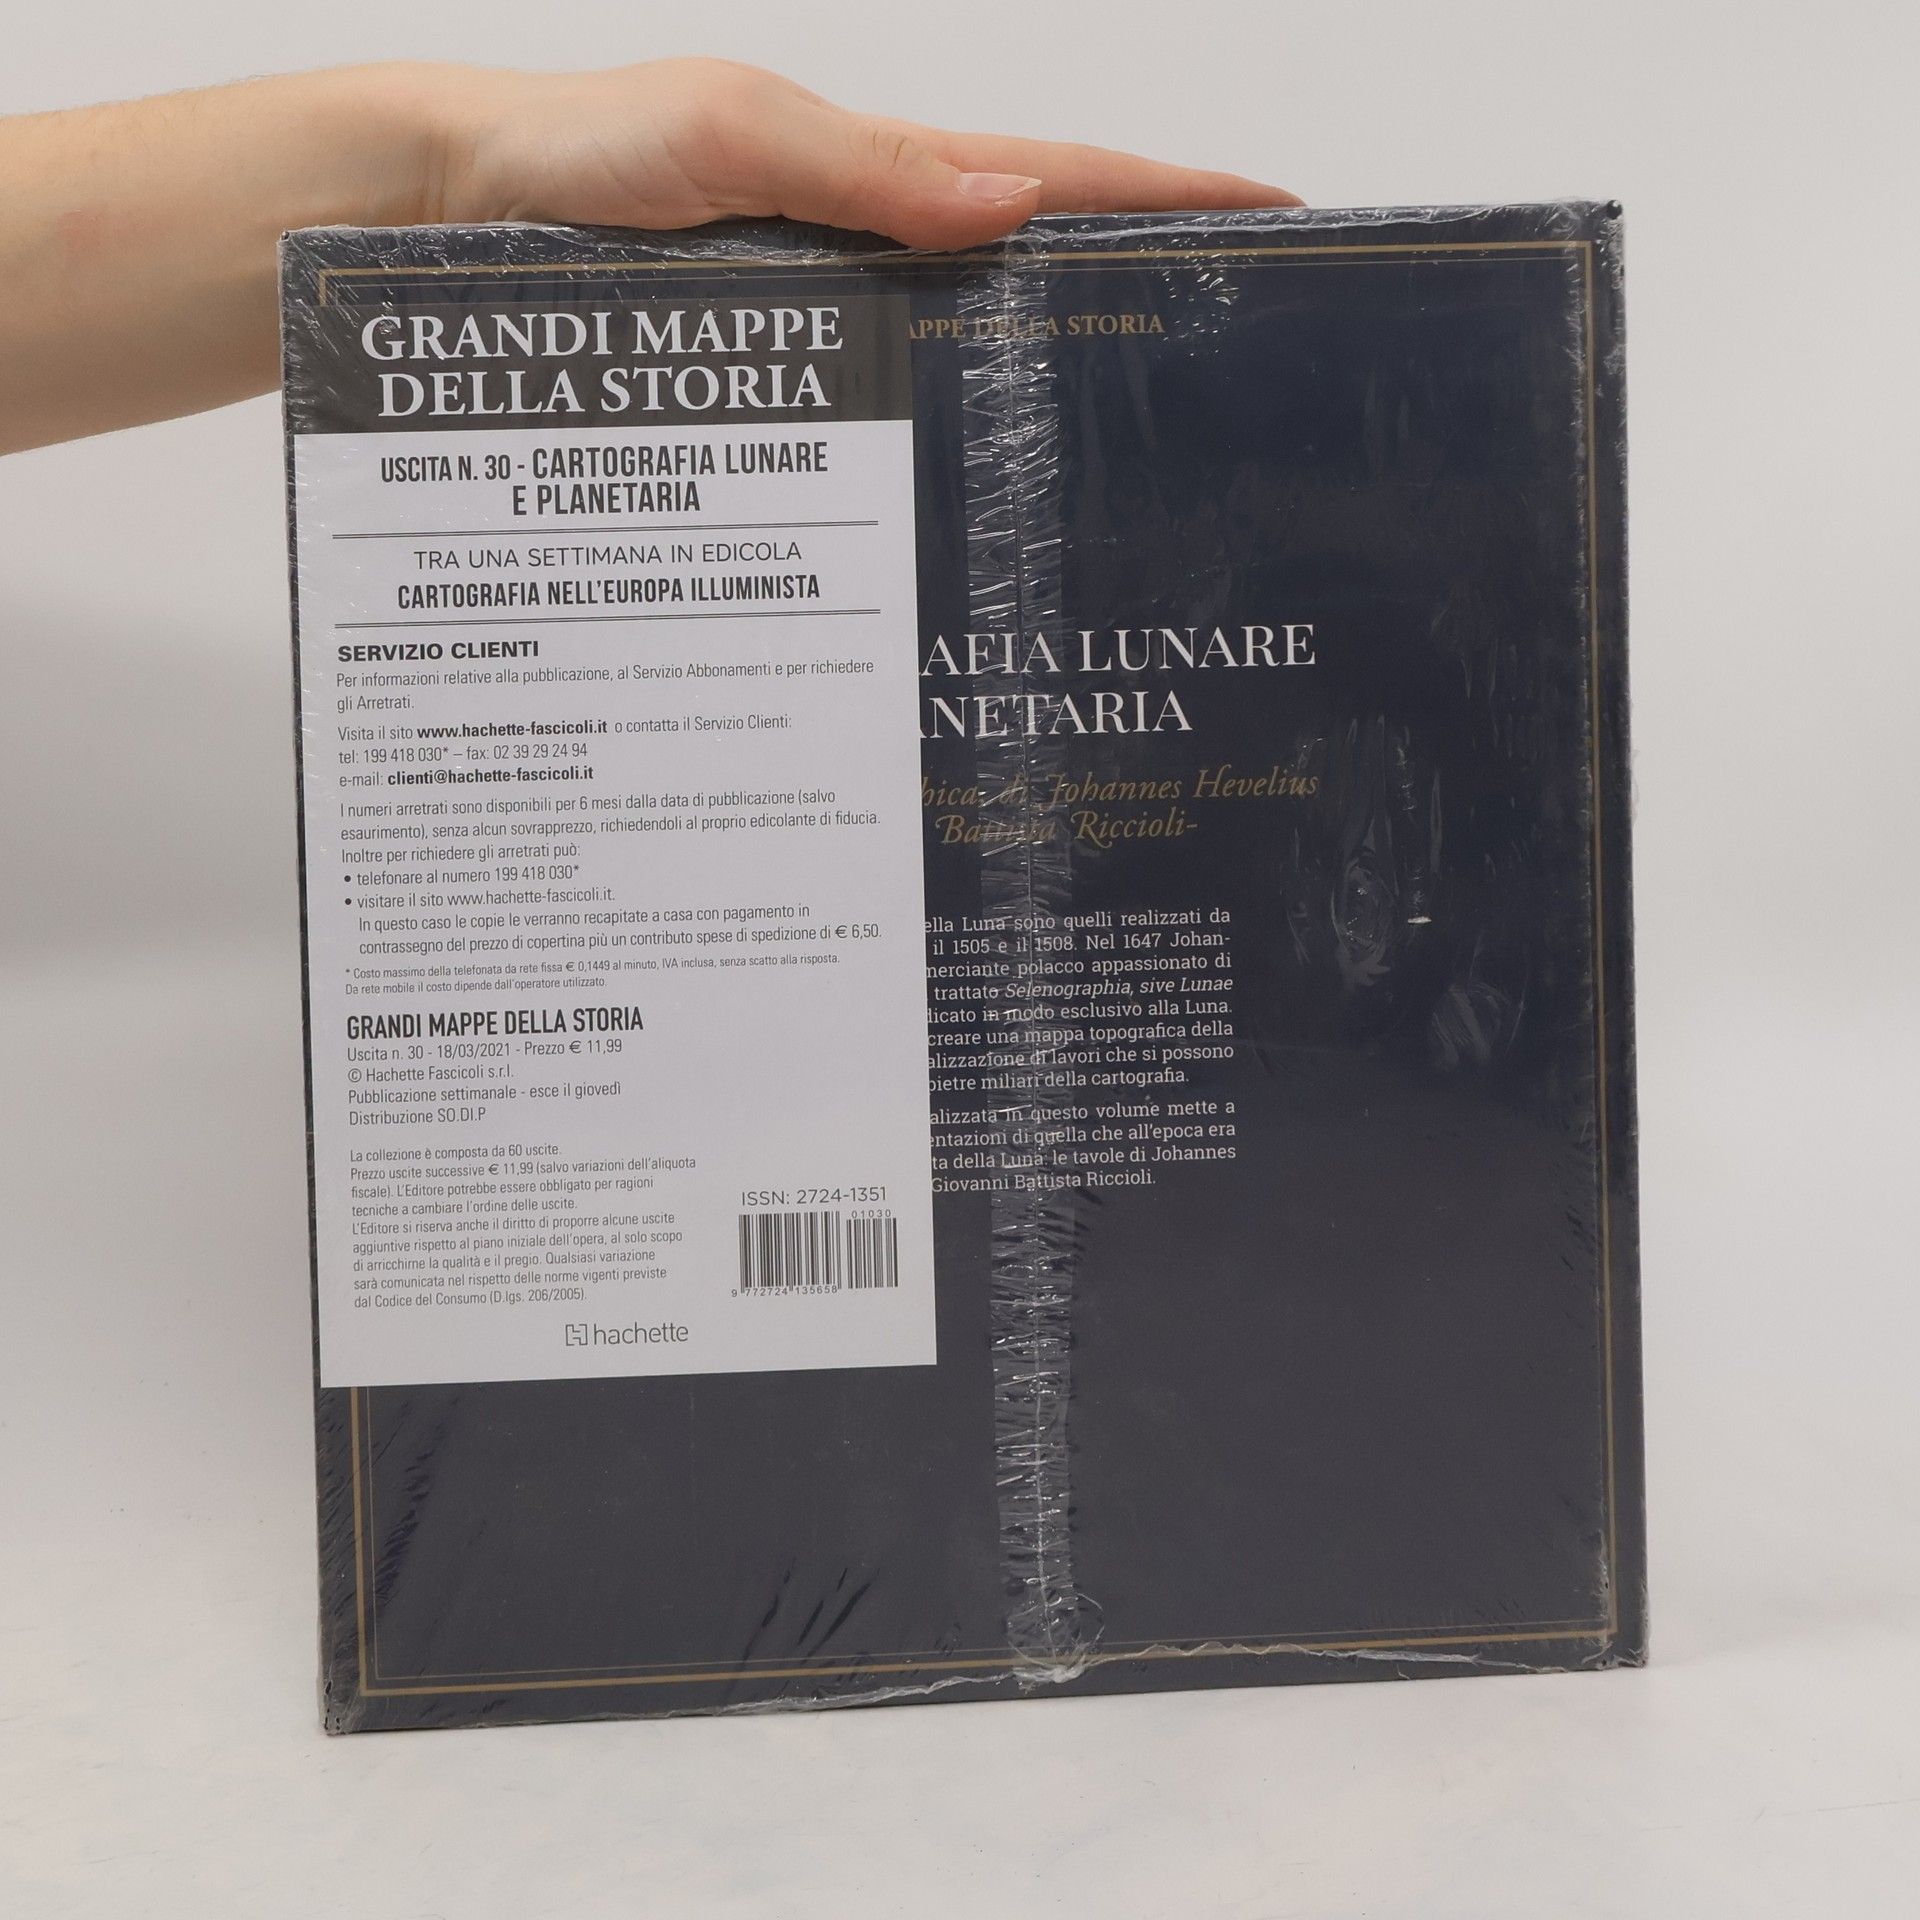 GRANDI MAPPE
DELLA STORIA
USCITA N. 30 - CARTOGRAFIA LUNARE
E PLANETARIA
TRA UNA SETTIMANA IN EDICOLA
CARTOGRAFIA NELL'EUROPA ILLUMINISTA
SERVIZIO CLIENTI
Per informazioni relative alla pubblicazione, al Servizio Abbonamenti e per richiedere
gli Arretrati.
Visita il sito www.hachette-fascicoli.it o contatta il Servizio Clienti:
tel: 199 418 030* – fax: 02 39 29 24 94
e-mail: clienti@hachette-fascicoli.it
I numeri arretrati sono disponibili per 6 mesi dalla data di pubblicazione (salvo
esaurimento), senza alcun sovrapprezzo, richiedendoli al proprio edicolante di fiducia.
Inoltre per richiedere gli arretrati può:
• telefonare al numero 199 418 030*
• visitare il sito www.hachette-fascicoli.it.
In questo caso le copie le verranno recapitate a casa con pagamento in
contrassegno del prezzo di copertina più un contributo spese di spedizione di € 6,50.
* Costo massimo della telefonata da rete fissa € 0,1449 al minuto, IVA inclusa, senza scatto alla risposta.
Da rete mobile il costo dipende dall'operatore utilizzato.
GRANDI MAPPE DELLA STORIA
Uscita n. 30 - 18/03/2021 - Prezzo € 11,99
© Hachette Fascicoli s.r.l.
Pubblicazione settimanale - esce il giovedì
Distribuzione SO.DI.P
La collezione è composta da 60 uscite.
Prezzo uscite successive € 11,99 (salvo variazioni dell'aliquota
fiscale). L'Editore potrebbe essere obbligato per ragioni
tecniche a cambiare l'ordine delle uscite.
L'Editore si riserva anche il diritto di proporre alcune uscite
aggiuntive rispetto al piano iniziale dell'opera, al solo scopo
di arricchirne la qualità e il pregio. Qualsiasi variazione
sarà comunicata nel rispetto delle norme vigenti previste
dal Codice del Consumo (D.lgs. 206/2005).
ISSN: 2724-1351
01030
9 772724 135658
hachette
APPE DELLA STORIA
AFIA LUNARE
ANETARIA
hica, di Johannes Hevelius
Battista Riccioli-
ella Luna sono quelli realizzati da
il 1505 e il 1508. Nel 1647 Johan-
merciante polacco appassionato di
trattato Selenographia, sive Lunae
licato in modo esclusivo alla Luna.
creare una mappa topografica della
alizzazione di lavori che si possono
pietre miliari della cartografia.
alizzata in questo volume mette a
entazioni di quella che all'epoca era
ta della Luna: le tavole di Johannes
Giovanni Battista Riccioli.